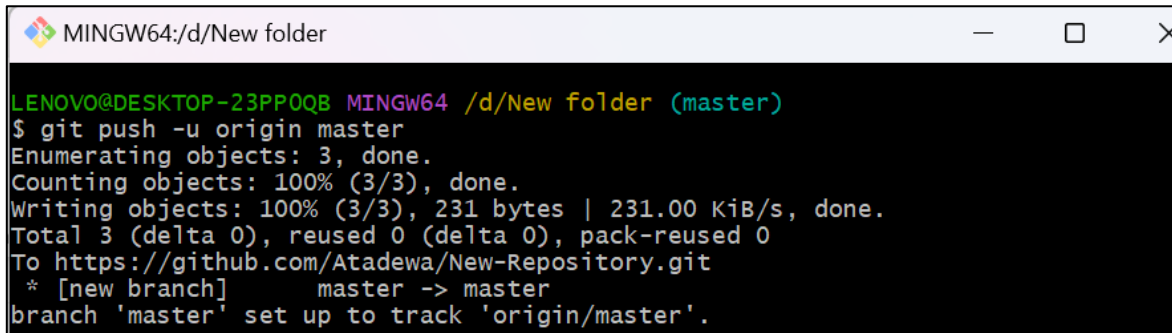 MINGW64:/d/New folder
LENOVO@DESKTOP-23PPOQB MINGW64 /d/New folder (master)
$ git push -u origin master
Enumerating objects: 3, done.
Counting objects: 100% (3/3), done.
Writing objects: 100% (3/3), 231 bytes | 231.00 KiB/s, done.
Total 3 (delta 0), reused 0 (delta 0), pack-reused 0
To https://github.com/Atadewa/New-Repository.git
 * [new branch]      master -> master
branch 'master' set up to track 'origin/master'.